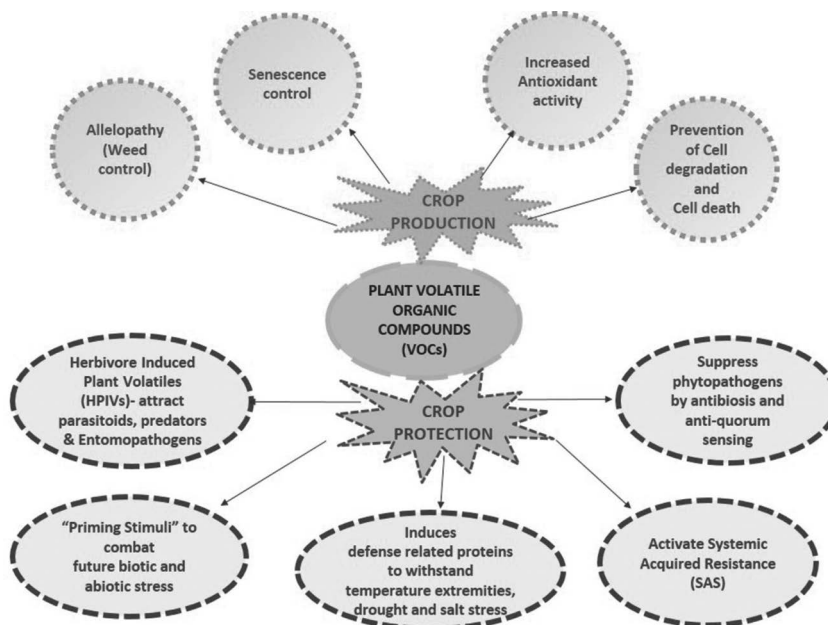 Senescence
control
Increased
Antioxidant
activity
Allelopathy
(Weed
control)
Prevention
of Cell
degradation
and
Cell death
CROP
PRODUCTION
PLANT VOLATILE
ORGANIC
COMPOUNDS
(VOCs)
Herbivore Induced
Plant Volatiles
(HPIVs)- attract
parasitoids, predators
& Entomopathogens
CROP
PROTECTION
Suppress
phytopathogens
by antibiosis and
anti-quorum
sensing
“Priming Stimuli” to
combat
future biotic and
abiotic stress
Induces
defense related proteins
to withstand
temperature extremities,
drought and salt stress
Activate Systemic
Acquired Resistance
(SAS)